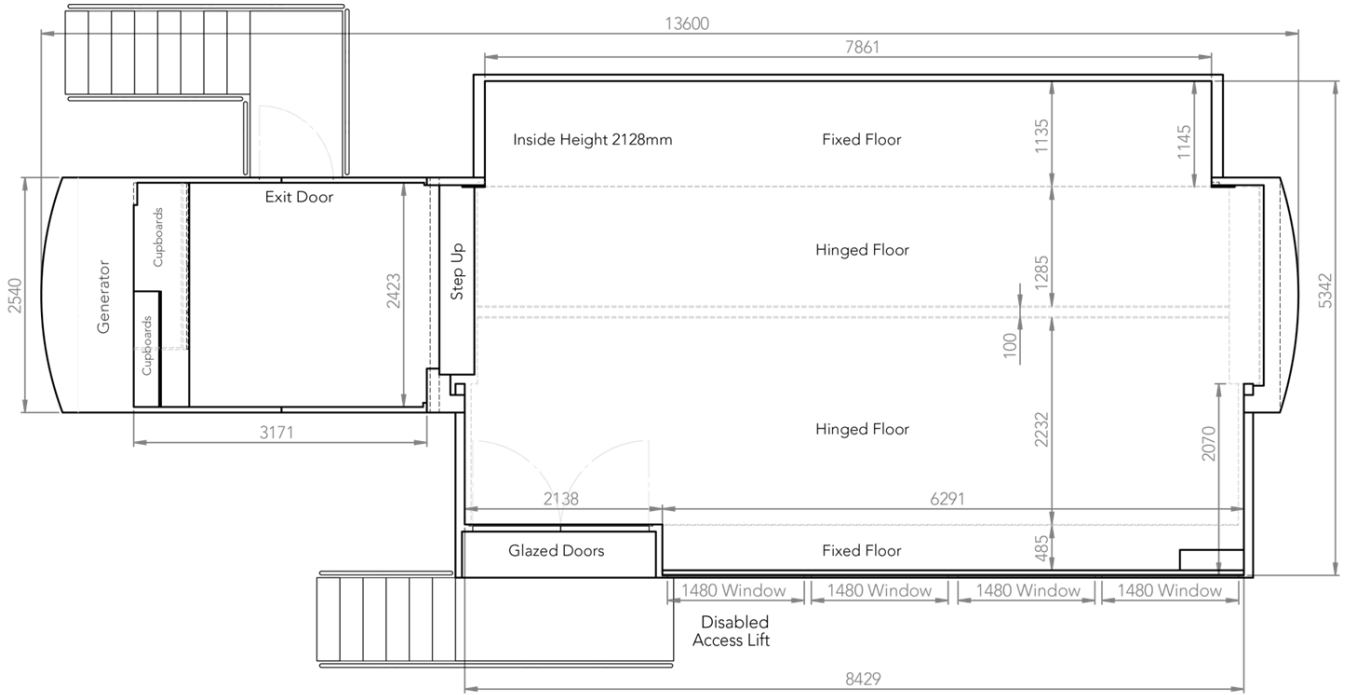 13600
7861
Inside Height 2128mm
Fixed Floor
1135
1145
Exit Door
Cupboards
Generator
2540
2423
Step Up
Hinged Floor
1285
5342
100
Cupboards
Hinged Floor
2232
2070
3171
2138
6291
Glazed Doors
Fixed Floor
485
1480 Window
1480 Window
1480 Window
1480 Window
Disabled
Access Lift
8429